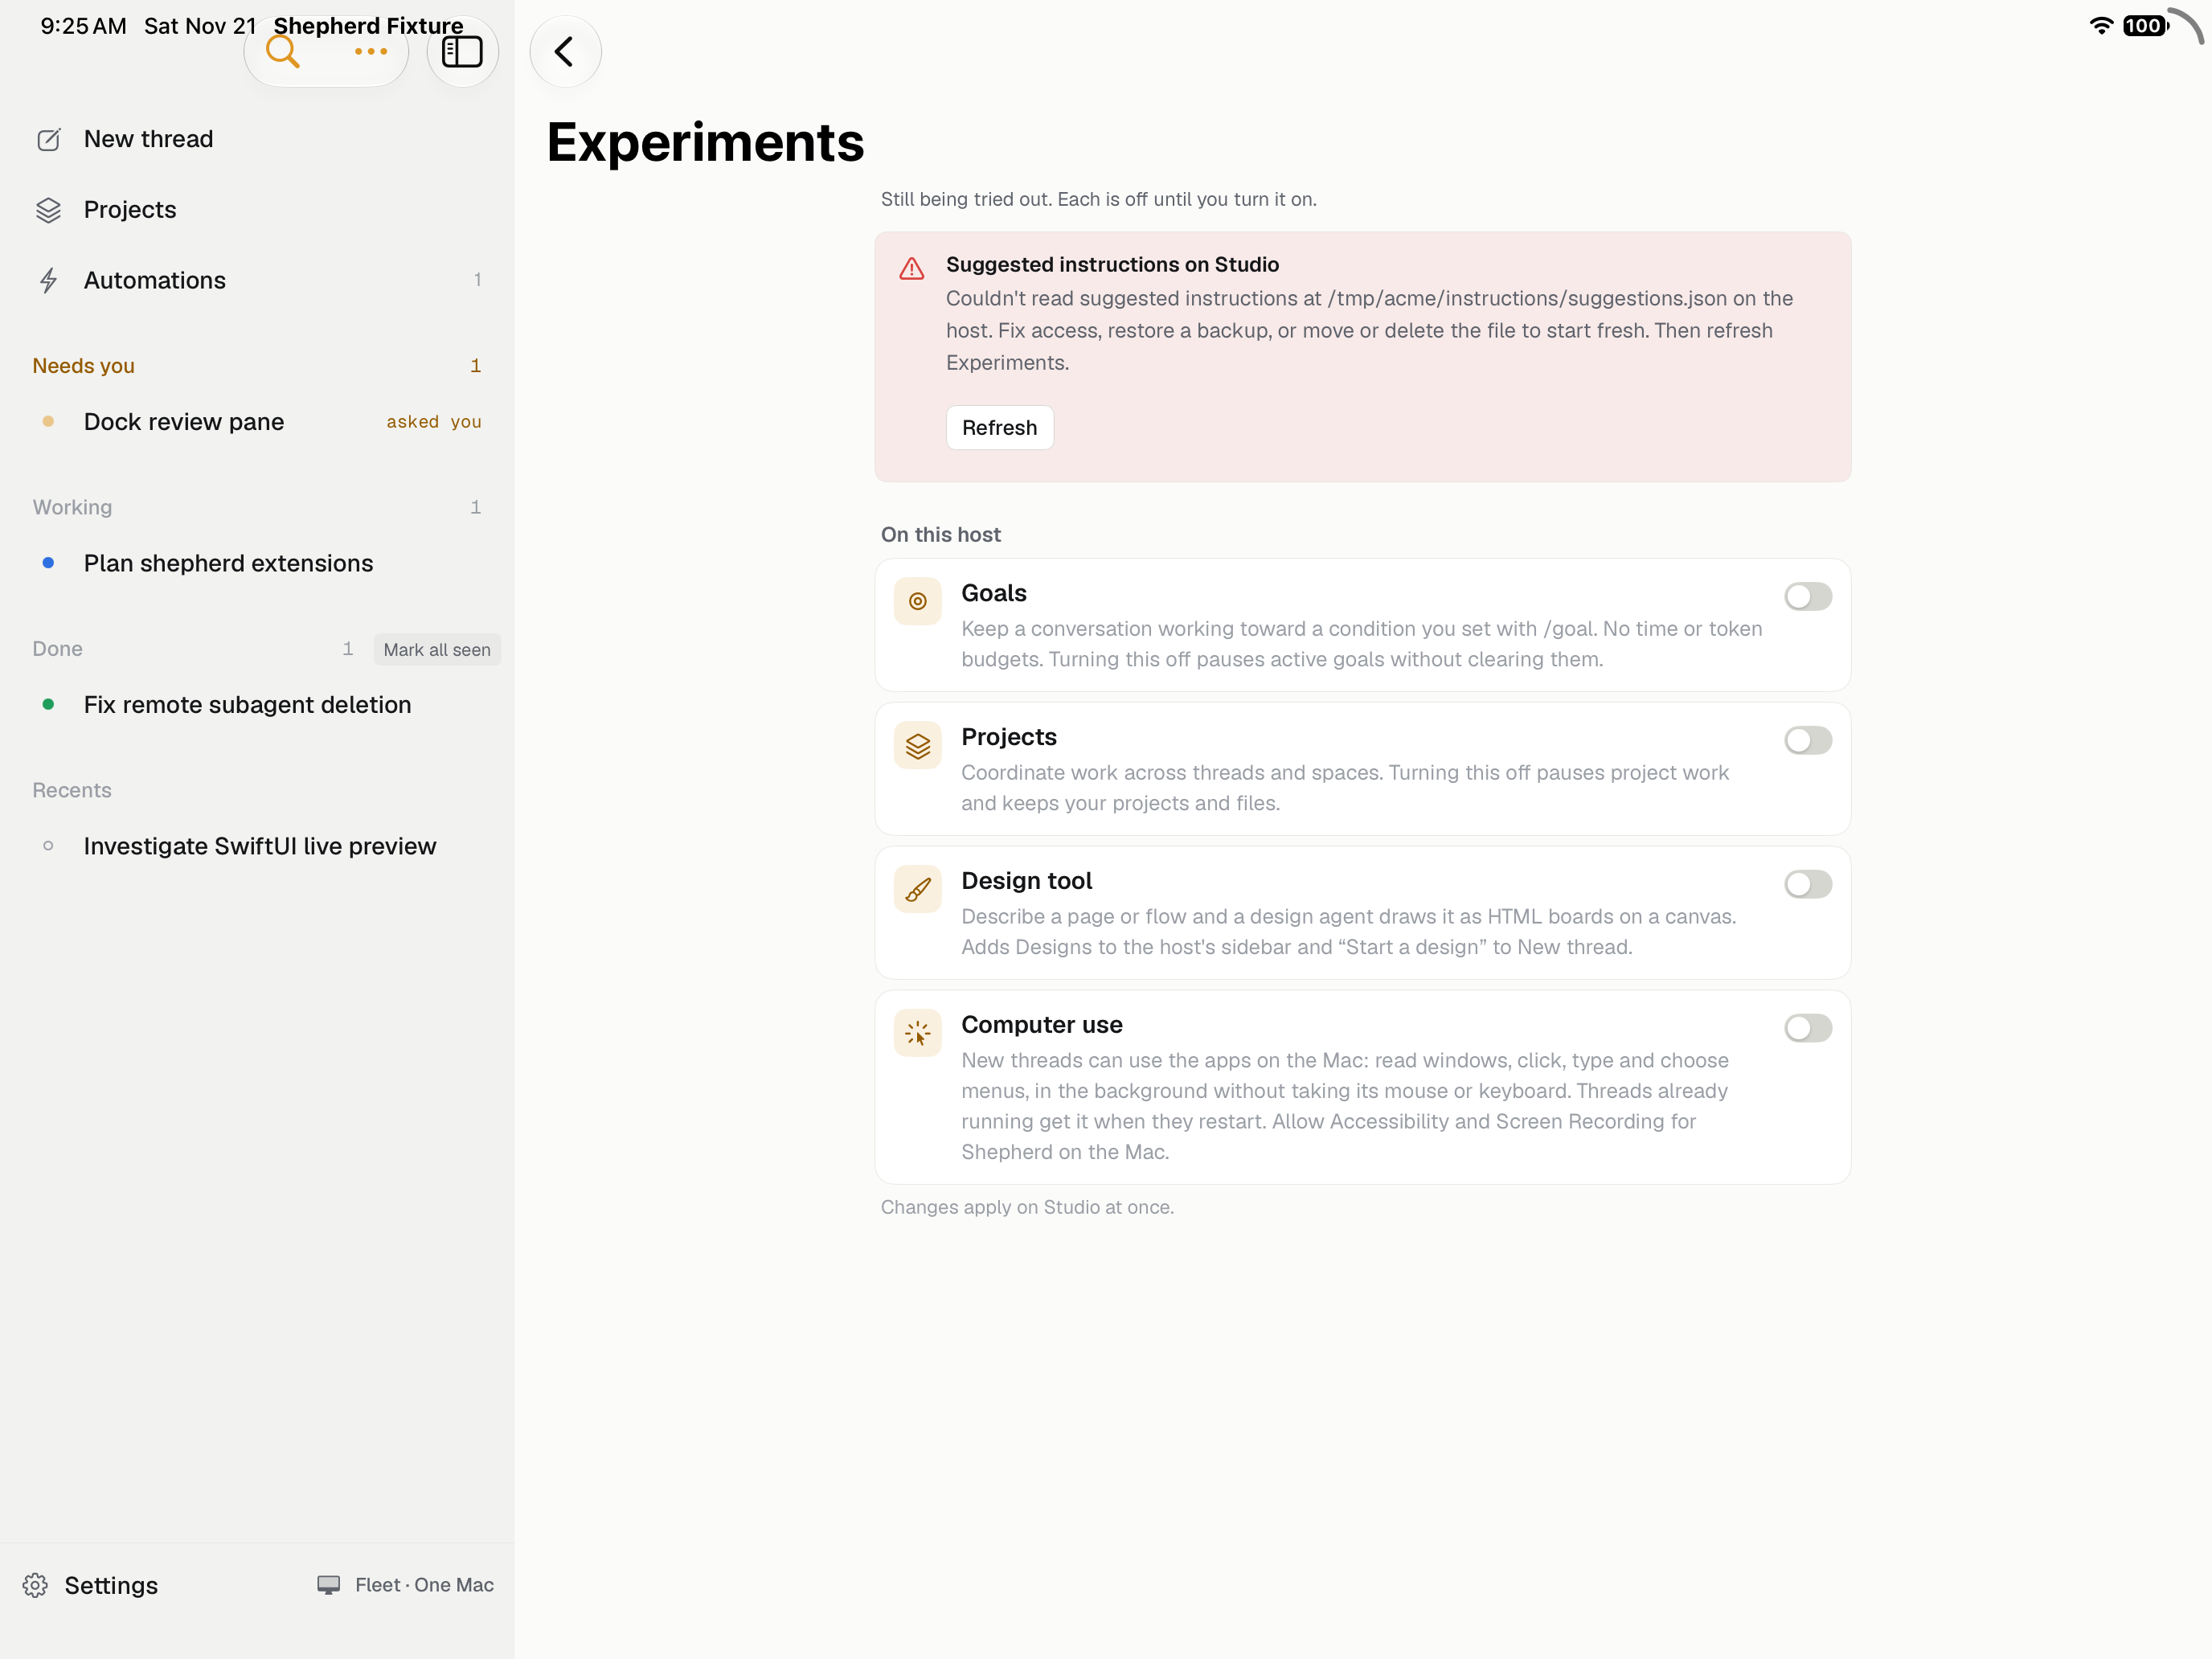 9:25 AM Sat Nov 21 Shepherd Fixture
100
New thread
Projects
Automations 1
Needs you 1
Dock review pane asked you
Working 1
Plan shepherd extensions
Done 1 Mark all seen
Fix remote subagent deletion
Recents
Investigate SwiftUI live preview
Settings
Fleet · One Mac
Experiments
Still being tried out. Each is off until you turn it on.
Suggested instructions on Studio
Couldn't read suggested instructions at /tmp/acme/instructions/suggestions.json on the
host. Fix access, restore a backup, or move or delete the file to start fresh. Then refresh
Experiments.
Refresh
On this host
Goals
Keep a conversation working toward a condition you set with /goal. No time or token
budgets. Turning this off pauses active goals without clearing them.
Projects
Coordinate work across threads and spaces. Turning this off pauses project work
and keeps your projects and files.
Design tool
Describe a page or flow and a design agent draws it as HTML boards on a canvas.
Adds Designs to the host's sidebar and “Start a design” to New thread.
Computer use
New threads can use the apps on the Mac: read windows, click, type and choose
menus, in the background without taking its mouse or keyboard. Threads already
running get it when they restart. Allow Accessibility and Screen Recording for
Shepherd on the Mac.
Changes apply on Studio at once.